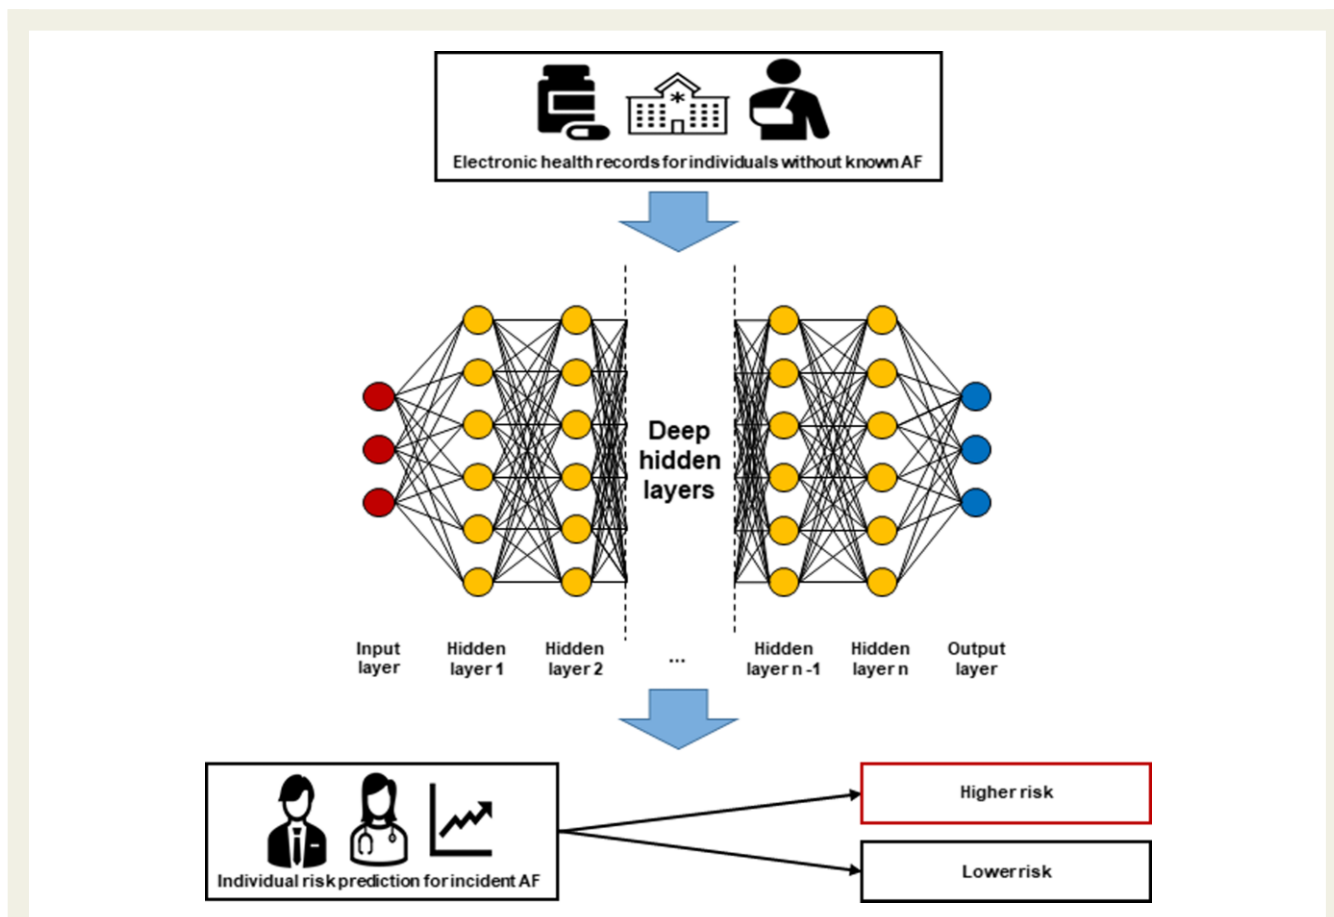 Electronic health records for individuals without known AF
Deep
hidden
layers
Input
layer
Hidden
layer 1
Hidden
layer 2
...
Hidden
layer n -1
Hidden
layer n
Output
layer
Individual risk prediction for incident AF
Higher risk
Lower risk